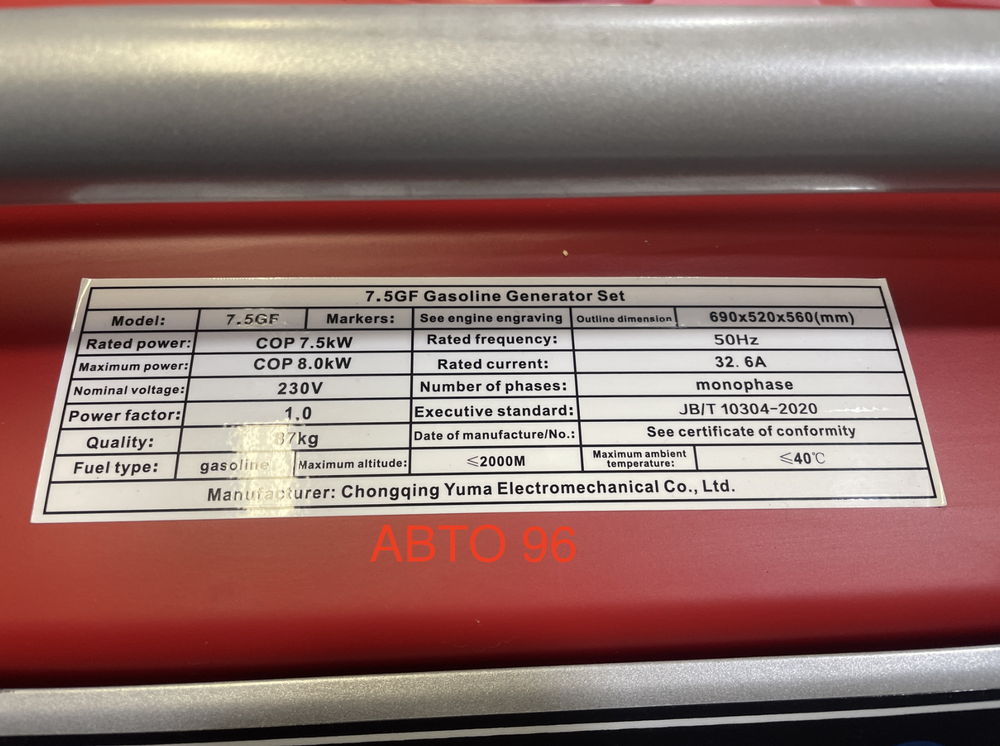 7.5GF Gasoline Generator Set
Model: 7.5GF Markers: See engine engraving Outline dimension 690x520x560(mm)
Rated power: COP 7.5kW Rated frequency: 50Hz
Maximum power: COP 8.0kW Rated current: 32.6A
Nominal voltage: 230V Number of phases: monophase
Power factor: 1.0 Executive standard: JB/T 10304-2020
Quality: 87kg Date of manufacture/No.: See certificate of conformity
Fuel type: gasoline Maximum altitude: ≤2000M Maximum ambient temperature: ≤40℃
Manufacturer: Chongqing Yuma Electromechanical Co., Ltd.
АВТО 96